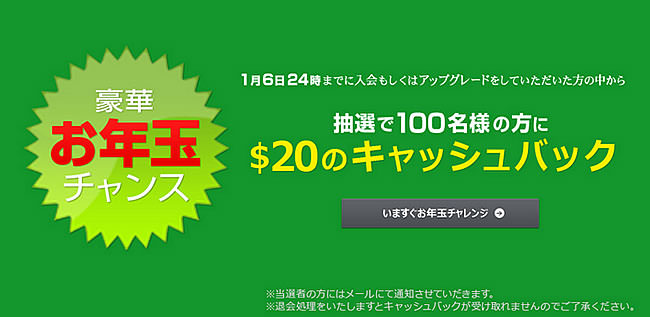 豪華
お年玉
チャンス
1月6日24時までに入会もしくはアップグレードをしていただいた方の中から
抽選で100名様の方に
$20のキャッシュバック
いますぐお年玉チャレンジ
※当選者の方にはメールにて通知させていだきます。
※退会処理をいたしますとキャッシュバックが受け取れませんのでご了承ください。